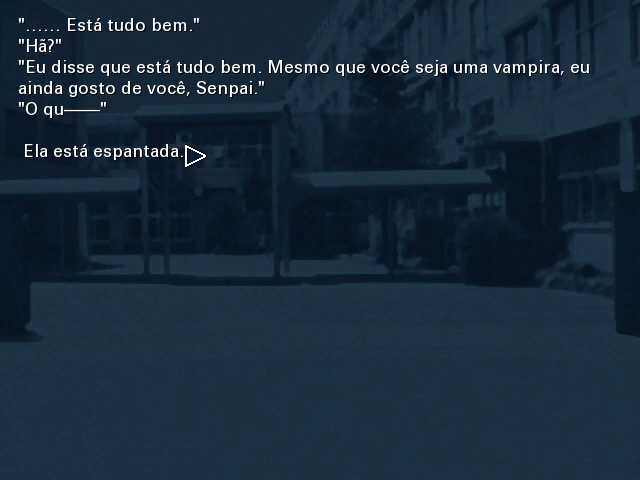 "...... Está tudo bem."
"Hã?"
"Eu disse que está tudo bem. Mesmo que você seja uma vampira, eu
ainda gosto de você, Senpai."
"O qu――"
Ela está espantada.